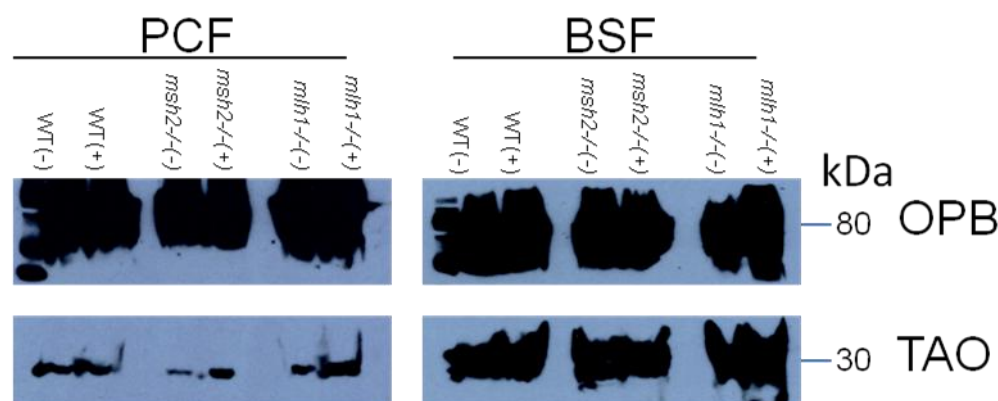 PCF
BSF
WT(-)
WT(+)
msh2-/-(-)
msh2-/-(+)
mlh1-/-(-)
mlh1-/-(+)
WT(-)
WT(+)
msh2-/-(-)
msh2-/-(+)
mlh1-/-(-)
mlh1-/-(+)
kDa
80 OPB
30 TAO